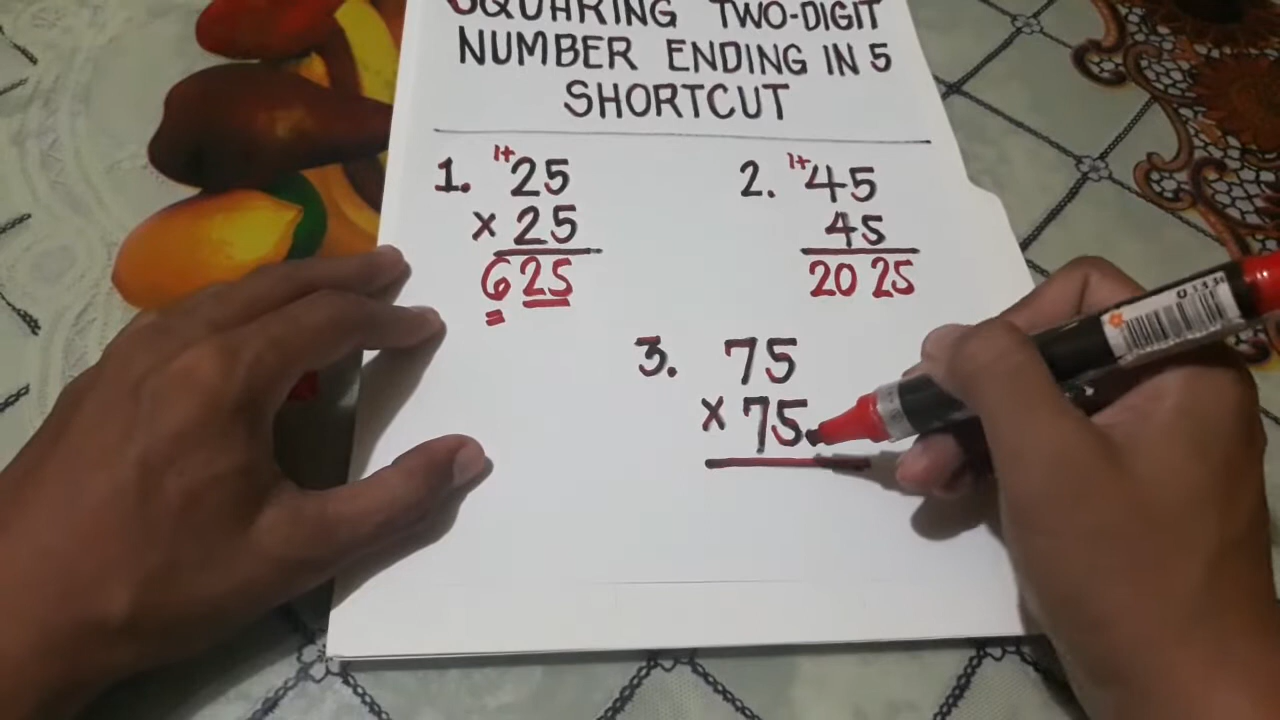 SQUARING TWO-DIGIT
NUMBER ENDING IN 5
SHORTCUT
1. 1+ 25
× 25
625
2. 1+ 45
45
20 25
3. 75
× 75